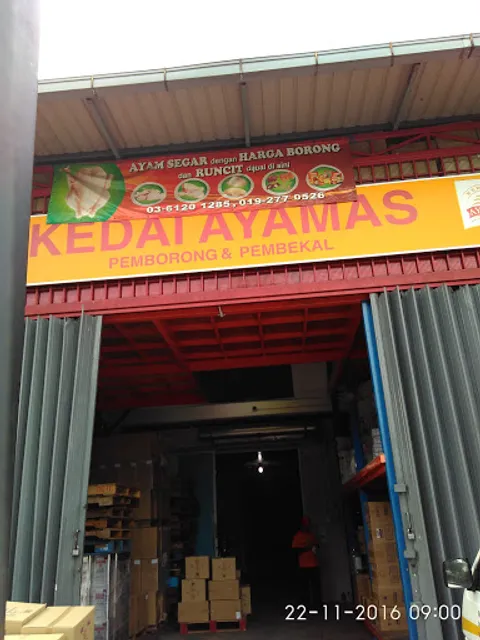 AYAM SEGAR dengan HARGA BORONG
dan RUNCIT dijual di sini
03-6120 1285, 019-277 0526
KEDAI AYAMAS
PEMBORONG & PEMBEKAL
22-11-2016 09:00